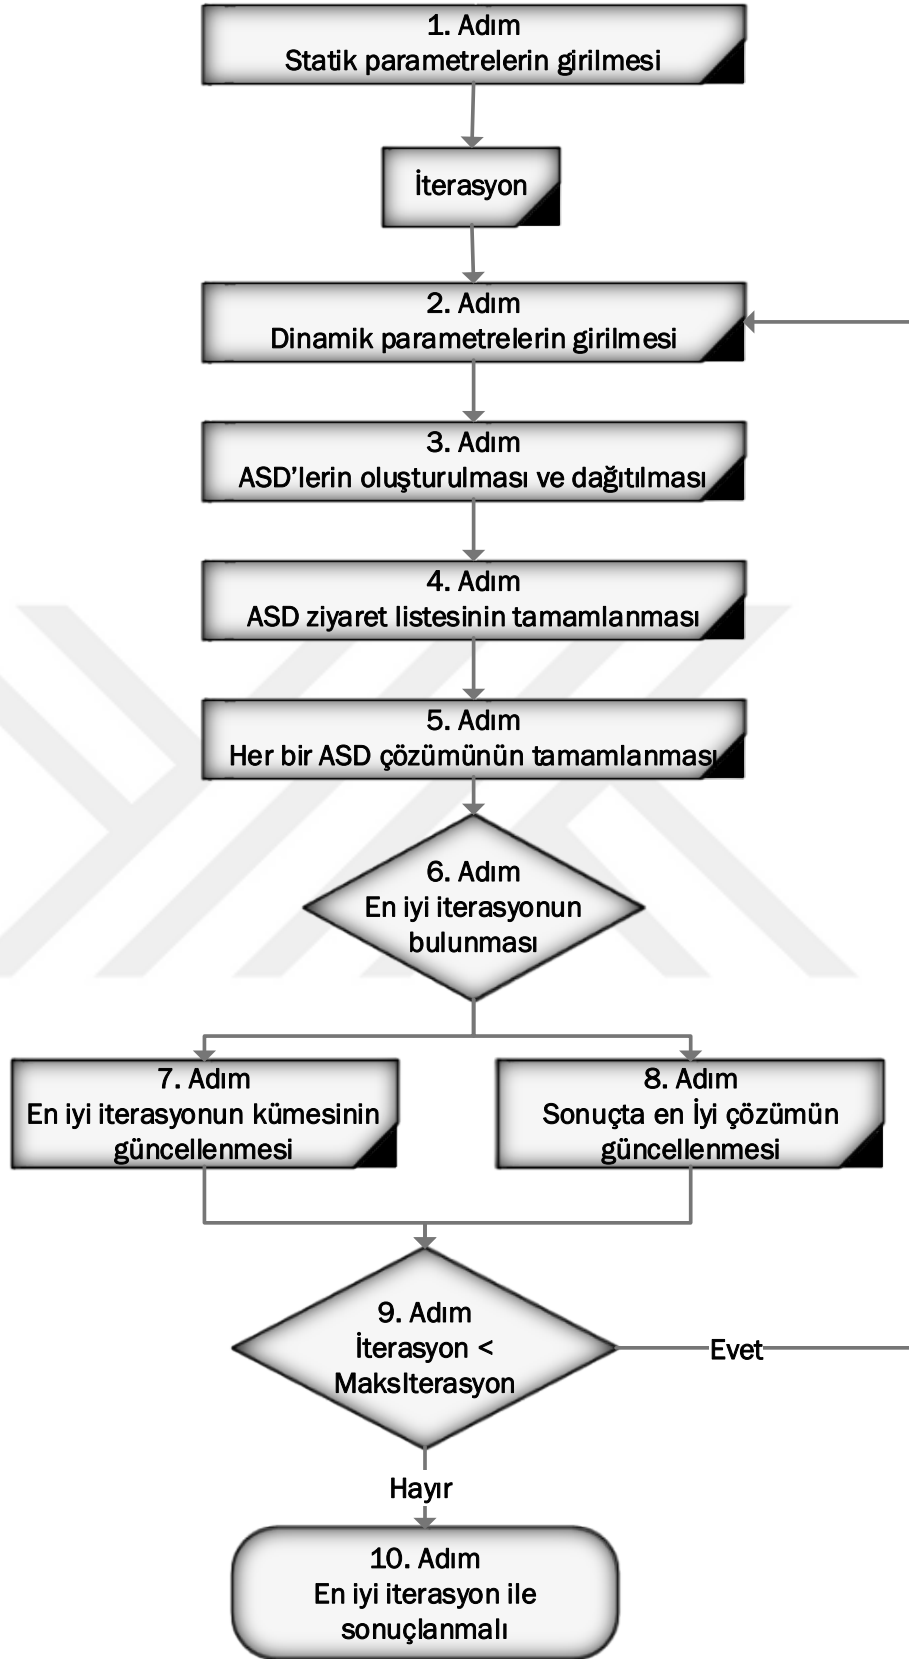 1. Adım
Statik parametrelerin girilmesi
İterasyon
2. Adım
Dinamik parametrelerin girilmesi
3. Adım
ASD'lerin oluşturulması ve dağıtılması
4. Adım
ASD ziyaret listesinin tamamlanması
5. Adım
Her bir ASD çözümünün tamamlanması
6. Adım
En iyi iterasyonun
bulunması
7. Adım
En iyi iterasyonun kümesinin
güncellenmesi
8. Adım
Sonuçta en İyi çözümün
güncellenmesi
9. Adım
İterasyon <
MaksIterasyon
Evet
Hayır
10. Adım
En iyi iterasyon ile
sonuçlanmalı